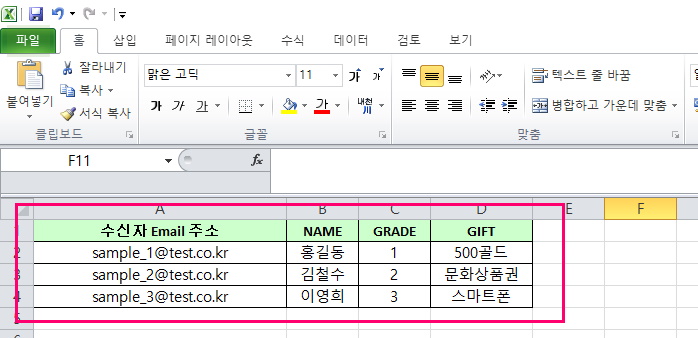 파일 홈 삽입 페이지 레이아웃 수식 데이터 검토 보기
붙여넣기
잘라내기
복사
서식 복사
클립보드
맑은 고딕 11 가 가
가 가 가 가 내천 川
글꼴
텍스트 줄 바꿈
병합하고 가운데 맞춤
맞춤
F11 fx
A B C D E F
1 수신자 Email 주소 NAME GRADE GIFT
2 sample_1@test.co.kr 홍길동 1 500골드
3 sample_2@test.co.kr 김철수 2 문화상품권
4 sample_3@test.co.kr 이영희 3 스마트폰
5